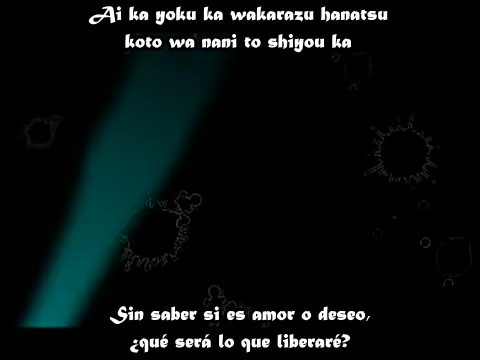 Ai ka yoku ka wakarazu hanatsu
koto wa nani to shiyou ka
Sin saber si es amor o deseo,
¿qué será lo que liberaré?